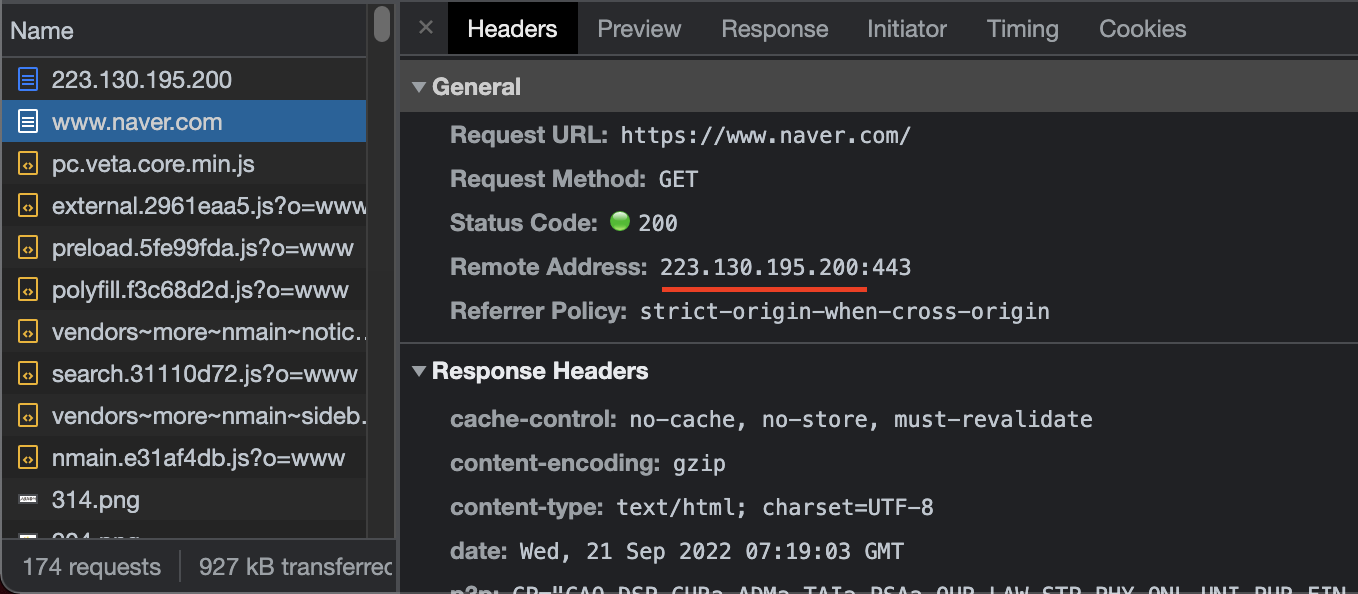 Name
223.130.195.200
www.naver.com
pc.veta.core.min.js
external.2961eaa5.js?o=www
preload.5fe99fda.js?o=www
polyfill.f3c68d2d.js?o=www
vendors~more~nmain~notic…
search.31110d72.js?o=www
vendors~more~nmain~sideb.
nmain.e31af4db.js?o=www
314.png
174 requests
927 kB transferred
× Headers Preview Response Initiator Timing Cookies
▼ General
Request URL: https://www.naver.com/
Request Method: GET
Status Code: 200
Remote Address: 223.130.195.200:443
Referrer Policy: strict-origin-when-cross-origin
▼ Response Headers
cache-control: no-cache, no-store, must-revalidate
content-encoding: gzip
content-type: text/html; charset=UTF-8
date: Wed, 21 Sep 2022 07:19:03 GMT